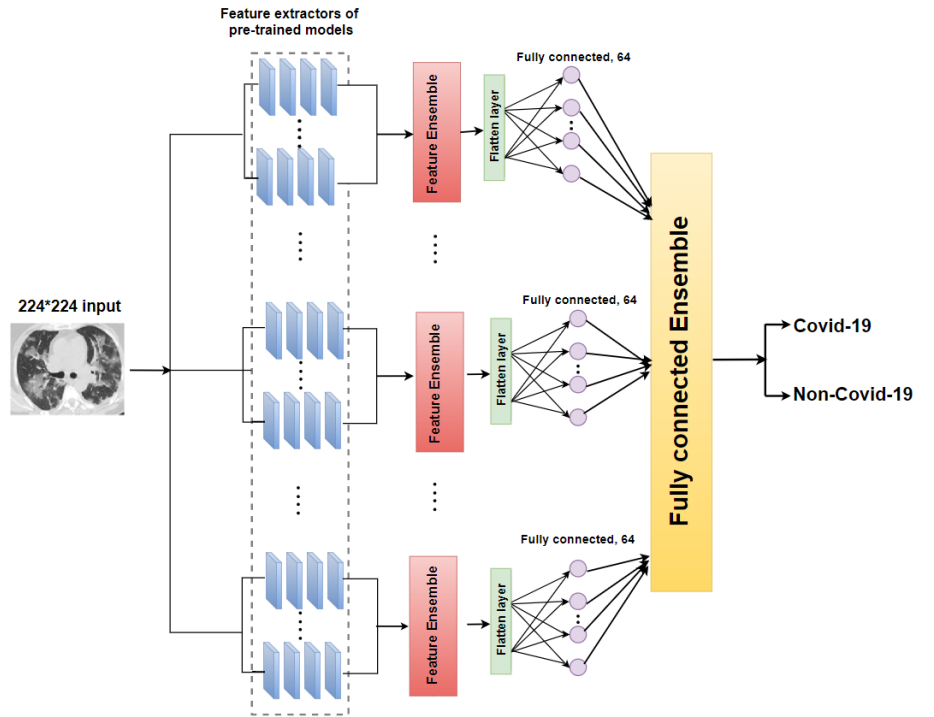 Feature extractors of
pre-trained models
Fully connected, 64
Feature Ensemble
Flatten layer
224*224 input
Fully connected, 64
Feature Ensemble
Flatten layer
Fully connected Ensemble
Covid-19
Non-Covid-19
Fully connected, 64
Feature Ensemble
Flatten layer